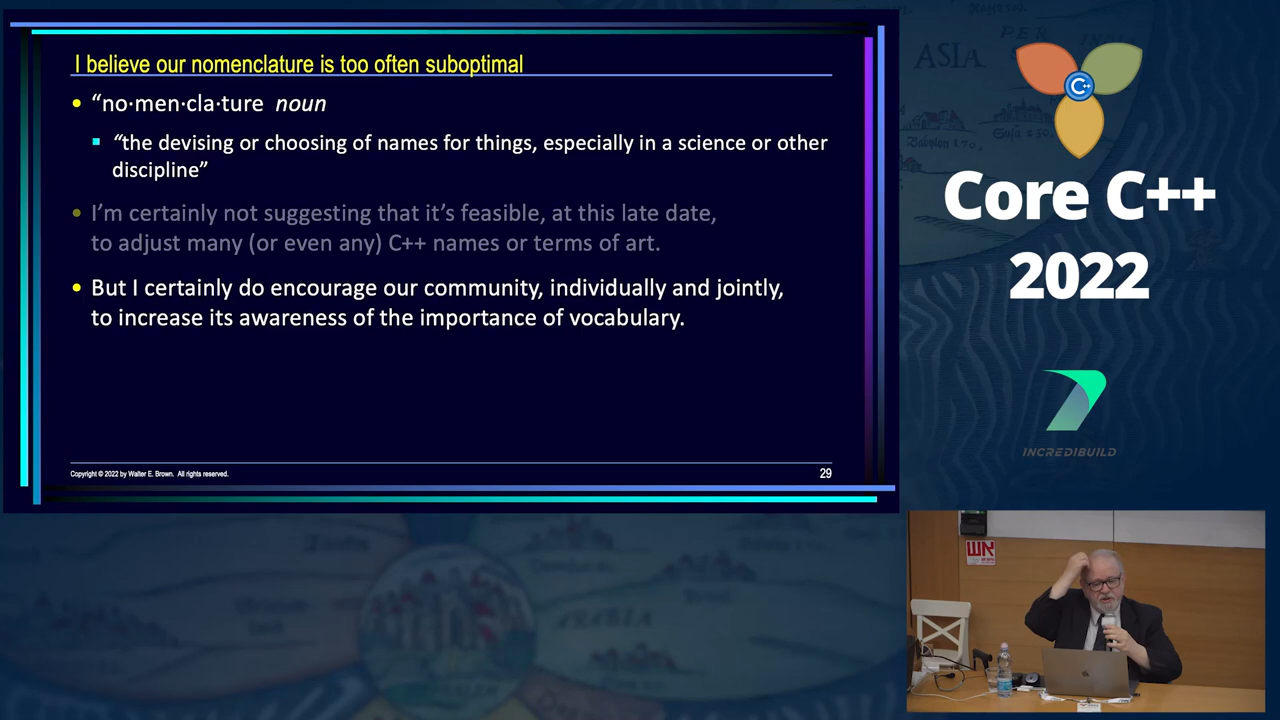 I believe our nomenclature is too often suboptimal
• “no·men·cla·ture noun
▪ “the devising or choosing of names for things, especially in a science or other
discipline”
• I’m certainly not suggesting that it’s feasible, at this late date,
to adjust many (or even any) C++ names or terms of art.
• But I certainly do encourage our community, individually and jointly,
to increase its awareness of the importance of vocabulary.
Copyright © 2022 by Walter E. Brown. All rights reserved.
29
ASIA
PER
INDIA
C++
Core C++
2022
INCREDIBUILD
ARABIA
אש